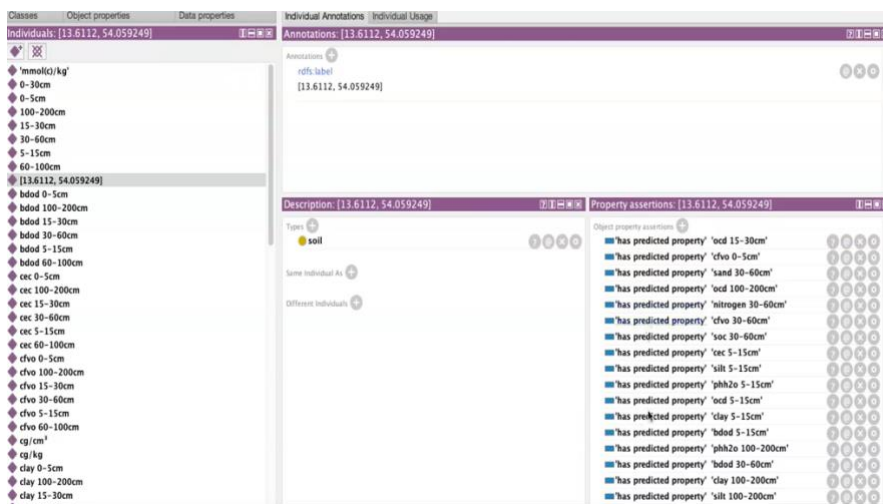 Classes Object properties Data properties
Individuals: [13.6112, 54.059249]
'mmol(c)/kg'
0-30cm
0-5cm
100-200cm
15-30cm
30-60cm
5-15cm
60-100cm
[13.6112, 54.059249]
bdod 0-5cm
bdod 100-200cm
bdod 15-30cm
bdod 30-60cm
bdod 5-15cm
bdod 60-100cm
cec 0-5cm
cec 100-200cm
cec 15-30cm
cec 30-60cm
cec 5-15cm
cec 60-100cm
cfvo 0-5cm
cfvo 100-200cm
cfvo 15-30cm
cfvo 30-60cm
cfvo 5-15cm
cfvo 60-100cm
cg/cm³
cg/kg
clay 0-5cm
clay 100-200cm
clay 15-30cm
Individual Annotations Individual Usage
Annotations: [13.6112, 54.059249]
Annotations
rdfs:label
[13.6112, 54.059249]
Description: [13.6112, 54.059249]
Types
soil
Same Individual As
Different Individuals
Property assertions: [13.6112, 54.059249]
Object property assertions
'has predicted property' 'ocd 15-30cm'
'has predicted property' 'cfvo 0-5cm'
'has predicted property' 'sand 30-60cm'
'has predicted property' 'ocd 100-200cm'
'has predicted property' 'nitrogen 30-60cm'
'has predicted property' 'cfvo 30-60cm'
'has predicted property' 'soc 30-60cm'
'has predicted property' 'cec 5-15cm'
'has predicted property' 'silt 5-15cm'
'has predicted property' 'phh2o 5-15cm'
'has predicted property' 'ocd 5-15cm'
'has predicted property' 'clay 5-15cm'
'has predicted property' 'bdod 5-15cm'
'has predicted property' 'phh2o 100-200cm'
'has predicted property' 'bdod 30-60cm'
'has predicted property' 'clay 100-200cm'
'has predicted property' 'silt 100-200cm'